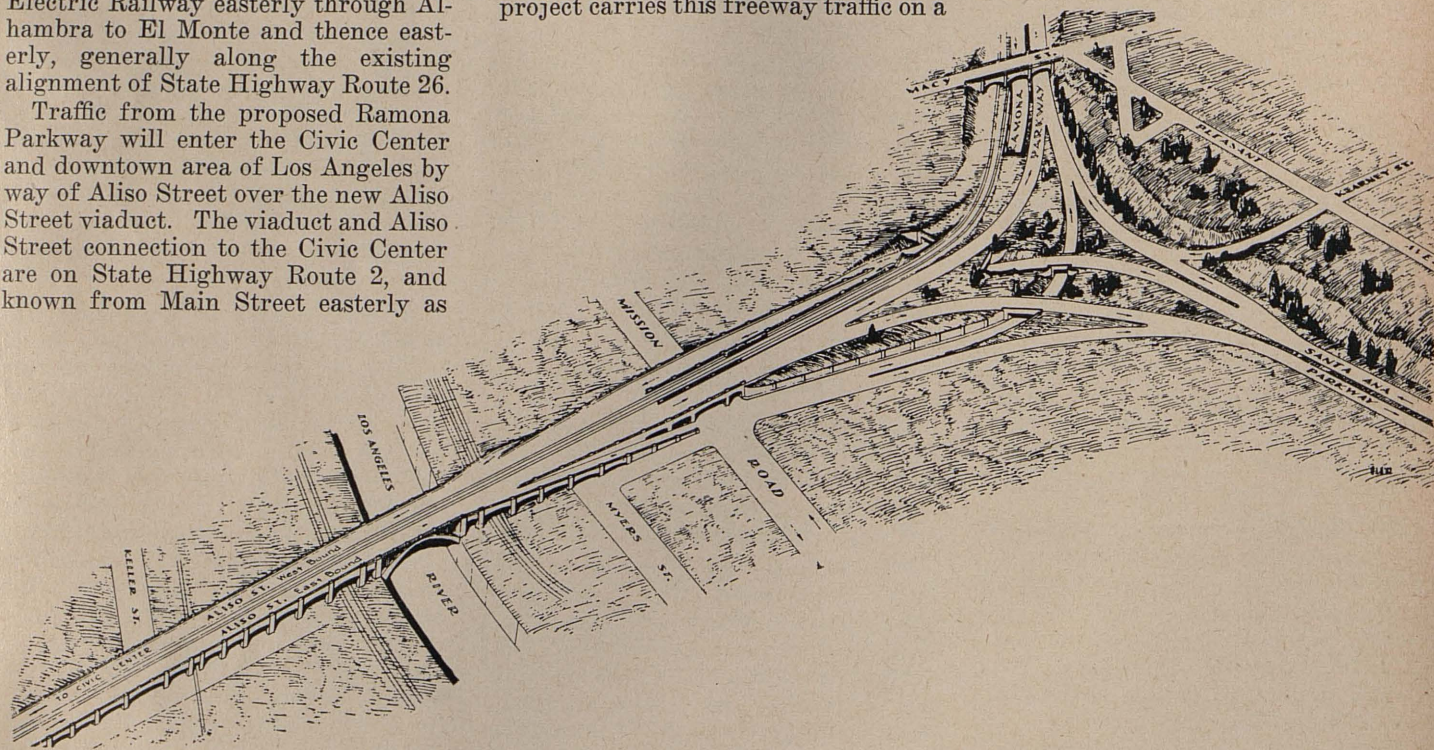 Electric Railway easterly through Al-
hambra to El Monte and thence east-
erly, generally along the existing
alignment of State Highway Route 26.
Traffic from the proposed Ramona
Parkway will enter the Civic Center
and downtown area of Los Angeles by
way of Aliso Street over the new Aliso
Street viaduct. The viaduct and Aliso
Street connection to the Civic Center
are on State Highway Route 2, and
known from Main Street easterly as
project carries this freeway traffic on a
MACY
RAMONA
PARKWAY
PLEASANT
KEARNEY ST.
SANTA ANA
PARKWAY
MISSION
ROAD
LOS ANGELES
RIVER
MYERS
ST.
KELLER ST.
ALISO ST. West Bound
ALISO ST. East Bound
TO CIVIC CENTER